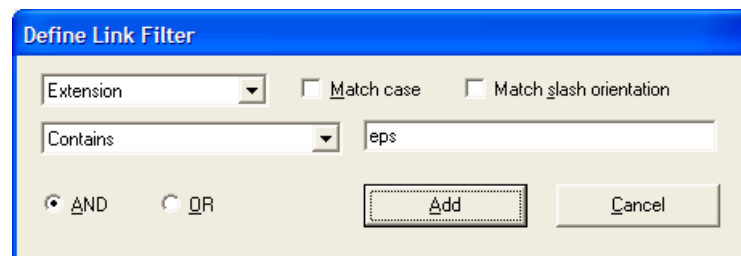 Define Link Filter
Extension Match case Match slash orientation
Contains eps
AND OR Add Cancel